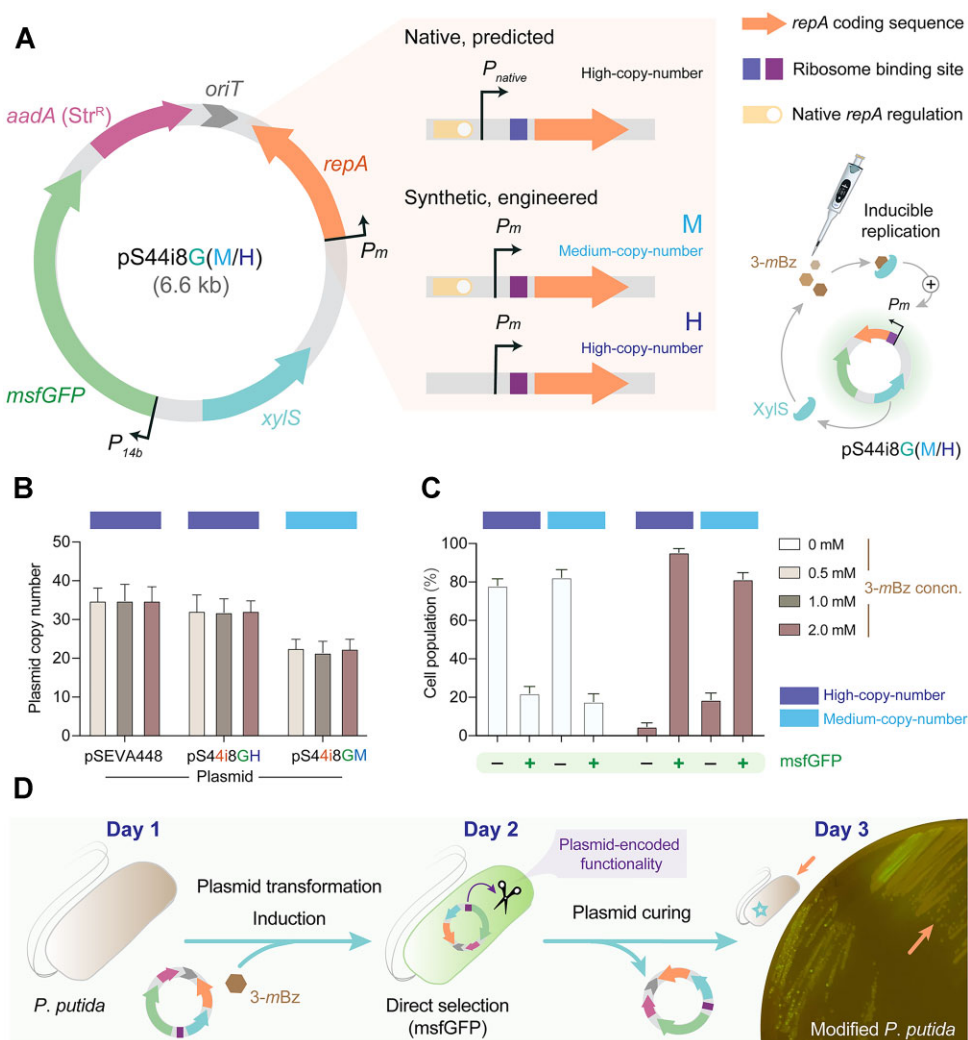 A
aadA (StrR)
oriT
repA
Pm
pS44i8G(M/H)
(6.6 kb)
msfGFP
P14b
xylS
Native, predicted
Pnative
High-copy-number
Synthetic, engineered
Pm
M
Medium-copy-number
Pm
H
High-copy-number
repA coding sequence
Ribosome binding site
Native repA regulation
Inducible
replication
3-mBz
+
Pm
XylS
pS44i8G(M/H)
B
Plasmid copy number
50
40
30
20
10
0
pSEVA448
pS44i8GH
pS44i8GM
Plasmid
C
Cell population (%)
100
80
60
40
20
0
– + – + – + – +
msfGFP
0 mM
0.5 mM
1.0 mM
2.0 mM
3-mBz concn.
High-copy-number
Medium-copy-number
D
Day 1
P. putida
Plasmid transformation
Induction
3-mBz
Day 2
Plasmid-encoded
functionality
Direct selection
(msfGFP)
Plasmid curing
Day 3
Modified P. putida